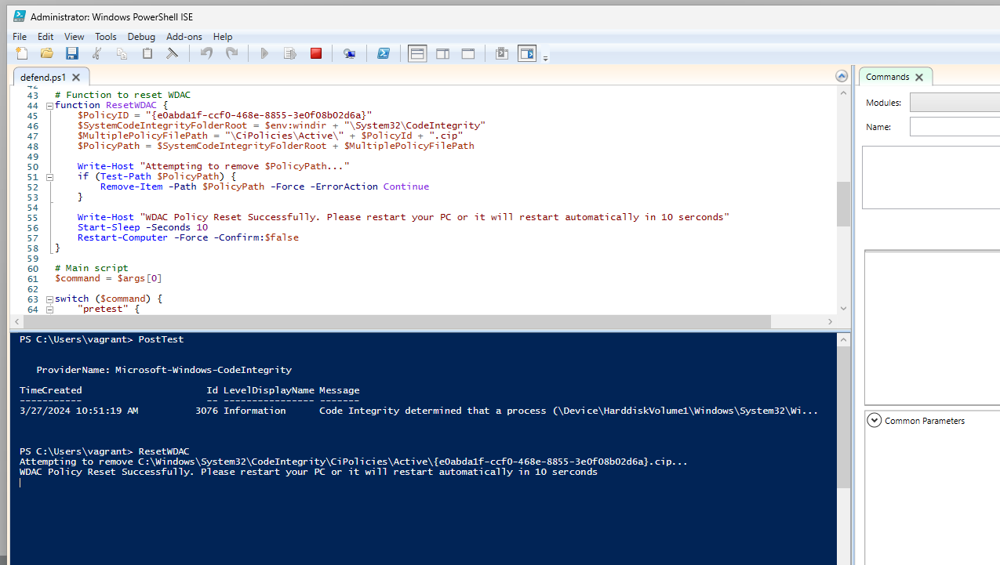 Administrator: Windows PowerShell ISE
File Edit View Tools Debug Add-ons Help
defend.ps1
Commands
Modules:
Name:
42
43 # Function to reset WDAC
44 function ResetWDAC {
45 $PolicyID = "{e0abda1f-ccf0-468e-8855-3e0f08b02d6a}"
46 $SystemCodeIntegrityFolderRoot = $env:windir + "\System32\CodeIntegrity"
47 $MultiplePolicyFilePath = "\CiPolicies\Active\" + $PolicyId + ".cip"
48 $PolicyPath = $SystemCodeIntegrityFolderRoot + $MultiplePolicyFilePath
49
50 Write-Host "Attempting to remove $PolicyPath..."
51 if (Test-Path $PolicyPath) {
52 Remove-Item -Path $PolicyPath -Force -ErrorAction Continue
53 }
54
55 Write-Host "WDAC Policy Reset Successfully. Please restart your PC or it will restart automatically in 10 serconds"
56 Start-Sleep -Seconds 10
57 Restart-Computer -Force -Confirm:$false
58 }
59
60 # Main script
61 $command = $args[0]
62
63 switch ($command) {
64 "pretest" {
PS C:\Users\vagrant> PostTest
ProviderName: Microsoft-Windows-CodeIntegrity
TimeCreated Id LevelDisplayName Message
----------- -- ---------------- -------
3/27/2024 10:51:19 AM 3076 Information Code Integrity determined that a process (\Device\HarddiskVolume1\Windows\System32\Wi...
PS C:\Users\vagrant> ResetWDAC
Attempting to remove C:\Windows\System32\CodeIntegrity\CiPolicies\Active\{e0abda1f-ccf0-468e-8855-3e0f08b02d6a}.cip...
WDAC Policy Reset Successfully. Please restart your PC or it will restart automatically in 10 serconds
Common Parameters